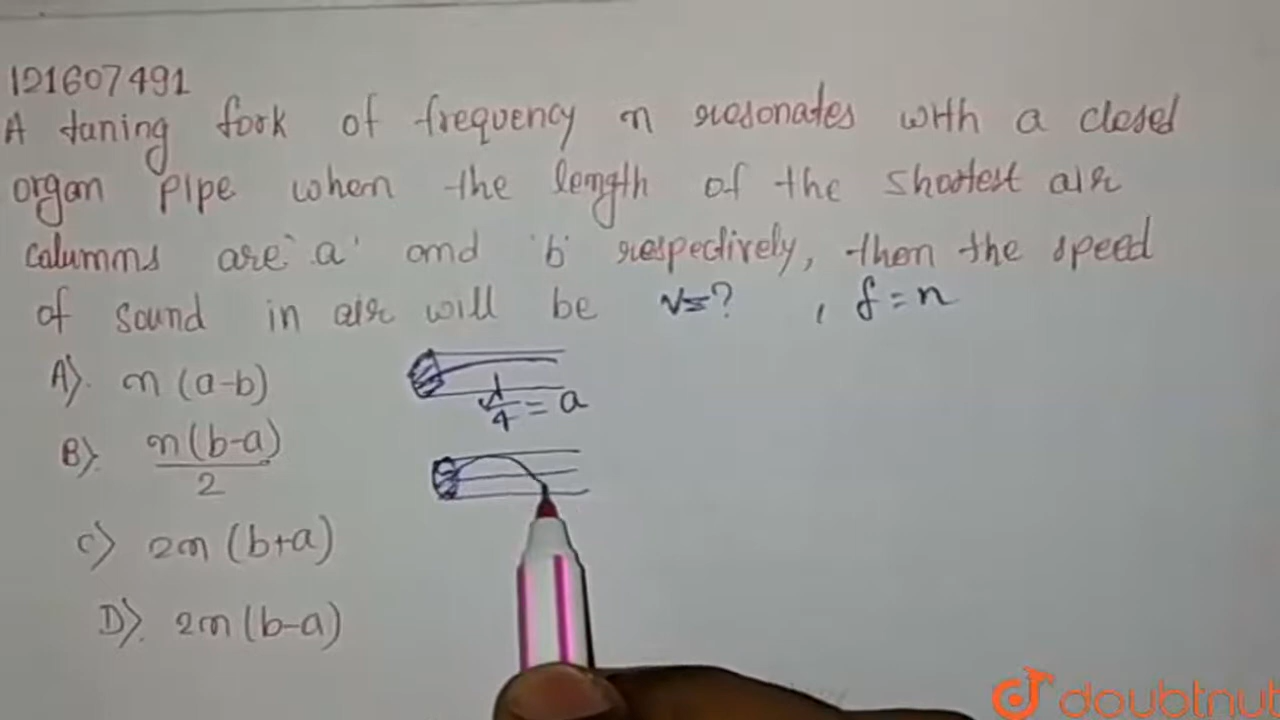 121607491
A tuning fork of frequency n resonates with a closed
organ pipe when the length of the shortest air
columns are 'a' and 'b' respectively, then the speed
of sound in air will be v=? , f=n
A). n(a-b)
λ/4 = a
B). n(b-a)/2
C) 2n(b+a)
D). 2n(b-a)
doubtnut